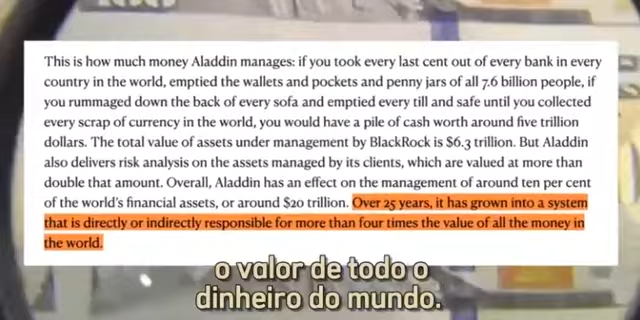 This is how much money Aladdin manages: if you took every last cent out of every bank in every
country in the world, emptied the wallets and pockets and penny jars of all 7.6 billion people, if
you rummaged down the back of every sofa and emptied every till and safe until you collected
every scrap of currency in the world, you would have a pile of cash worth around five trillion
dollars. The total value of assets under management by BlackRock is $6.3 trillion. But Aladdin
also delivers risk analysis on the assets managed by its clients, which are valued at more than
double that amount. Overall, Aladdin has an effect on the management of around ten per cent
of the world's financial assets, or around $20 trillion. Over 25 years, it has grown into a system
that is directly or indirectly responsible for more than four times the value of all the money in
the world.
o valor de todo o
dinheiro do mundo.